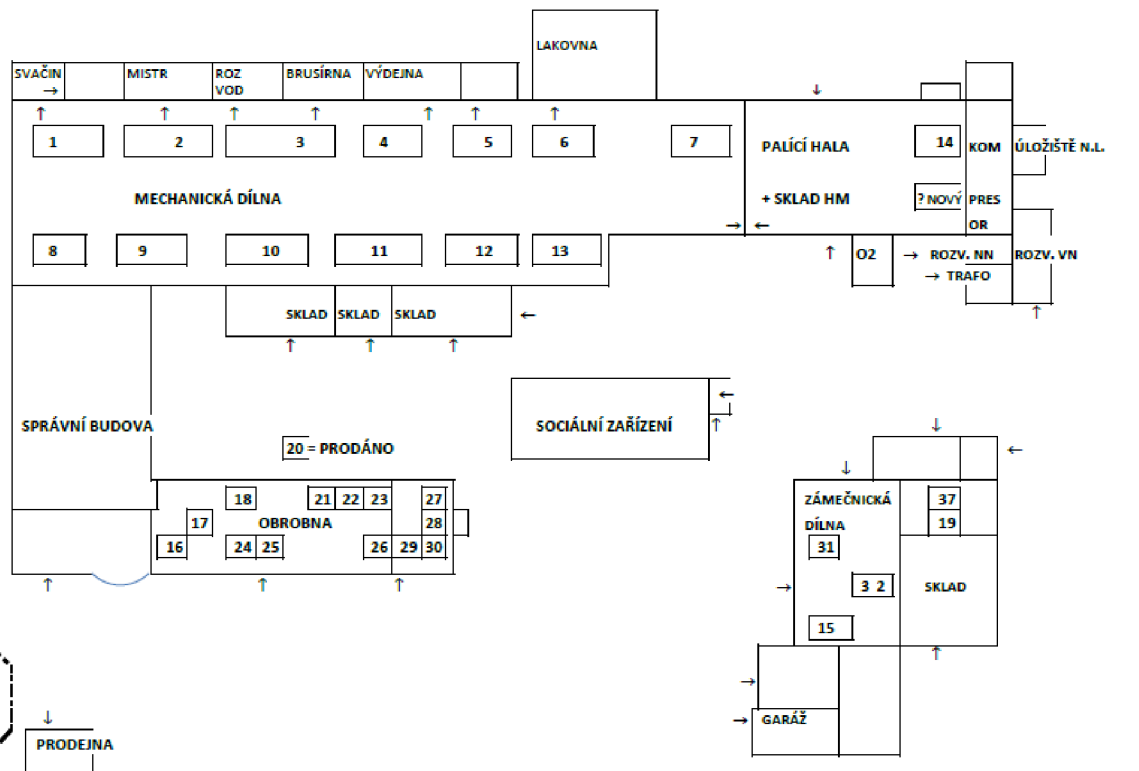 LAKOVNA
SVAČIN MISTR ROZ VOD BRUSÍRNA VÝDEJNA
→
↑ ↑ ↑ ↑ ↑ ↑ ↑ ↓
1 2 3 4 5 6 7 PALÍCÍ HALA 14 KOM ÚLOŽIŠTĚ N.L.
MECHANICKÁ DÍLNA + SKLAD HM ? NOVÝ PRES
→ ← OR
8 9 10 11 12 13 ↑ O2 → ROZV. NN ROZV. VN
→ TRAFO
SKLAD SKLAD SKLAD ← ↑
↑ ↑ ↑
←
SPRÁVNÍ BUDOVA SOCIÁLNÍ ZAŘÍZENÍ ↑ ↓
20 = PRODÁNO ←
↓
18 21 22 23 27 ZÁMEČNICKÁ 37
17 OBROBNA 28 DÍLNA 19
16 24 25 26 29 30 31
↑ ↑ ↑ → 3 2 SKLAD
15
↑
→
↓ → GARÁŽ
PRODEJNA